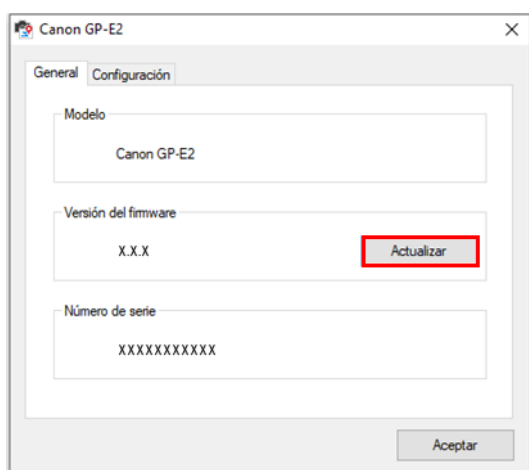 Canon GP-E2
General Configuración
Modelo
Canon GP-E2
Versión del firmware
X.X.X Actualizar
Número de serie
XXXXXXXXXXX
Aceptar